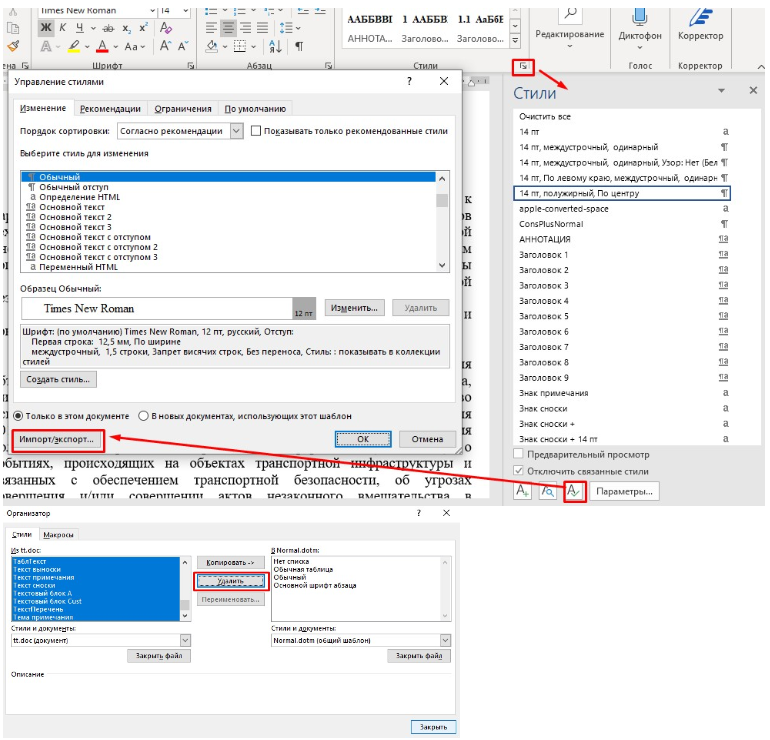 Times New Roman
14
ААББВВІ
1 ААББВ
1.1 АаБбВ
АННОТА...
Заголово...
Заголово...
Редактирование
Диктофон
Корректор
Ж К Ч ab x₂ x²
А А Аа А А
Шрифт
Абзац
Стили
Голос
Корректор
Управление стилями
? ×
Изменение
Рекомендации
Ограничения
По умолчанию
Порядок сортировки:
Согласно рекомендации
Показывать только рекомендованные стили
Выберите стиль для изменения
¶ Обычный
¶ Обычный отступ
a Определение HTML
¶a Основной текст
¶a Основной текст 2
¶a Основной текст 3
¶a Основной текст с отступом
¶a Основной текст с отступом 2
¶a Основной текст с отступом 3
a Переменный HTML
Образец Обычный:
Times New Roman
12 пт
Изменить...
Удалить
Шрифт: (по умолчанию) Times New Roman, 12 пт, русский, Отступ:
Первая строка: 12,5 мм, По ширине
междустрочный, 1,5 строки, Запрет висячих строк, Без переноса, Стиль: : показывать в коллекции
стилей
Создать стиль...
Только в этом документе
В новых документах, использующих этот шаблон
Импорт/экспорт...
ОК
Отмена
бытиях, происходящих на объектах транспортной инфраструктуры и
язанных с обеспечением транспортной безопасности, об угрозах
совершения и/или совершении актов незаконного вмешательства в
Стили
Очистить все
14 пт a
14 пт, междустрочный, одинарный ¶
14 пт, междустрочный, одинарный, Узор: Нет (Бел ¶
14 пт, По левому краю, междустрочный, одинарн ¶
14 пт, полужирный, По центру ¶
apple-converted-space a
ConsPlusNormal ¶
АННОТАЦИЯ ¶a
Заголовок 1 ¶a
Заголовок 2 ¶a
Заголовок 3 ¶a
Заголовок 4 ¶a
Заголовок 5 ¶a
Заголовок 6 ¶a
Заголовок 7 ¶a
Заголовок 8 ¶a
Заголовок 9 ¶a
Знак примечания a
Знак сноски a
Знак сноски + a
Знак сноски + 14 пт a
Предварительный просмотр
Отключить связанные стили
Параметры...
Организатор
? ×
Стили
Макросы
Из tt.doc:
ТаблТекст
Текст выноски
Текст примечания
Текст сноски
Текстовый блок A
Текстовый блок Cust
ТекстПеречень
Тема примечания
Копировать ->
Удалить
Переименовать...
В Normal.dotm:
Нет списка
Обычная таблица
Обычный
Основной шрифт абзаца
Стили и документы:
tt.doc (документ)
Закрыть файл
Стили и документы:
Normal.dotm (общий шаблон)
Закрыть файл
Описание
Закрыть